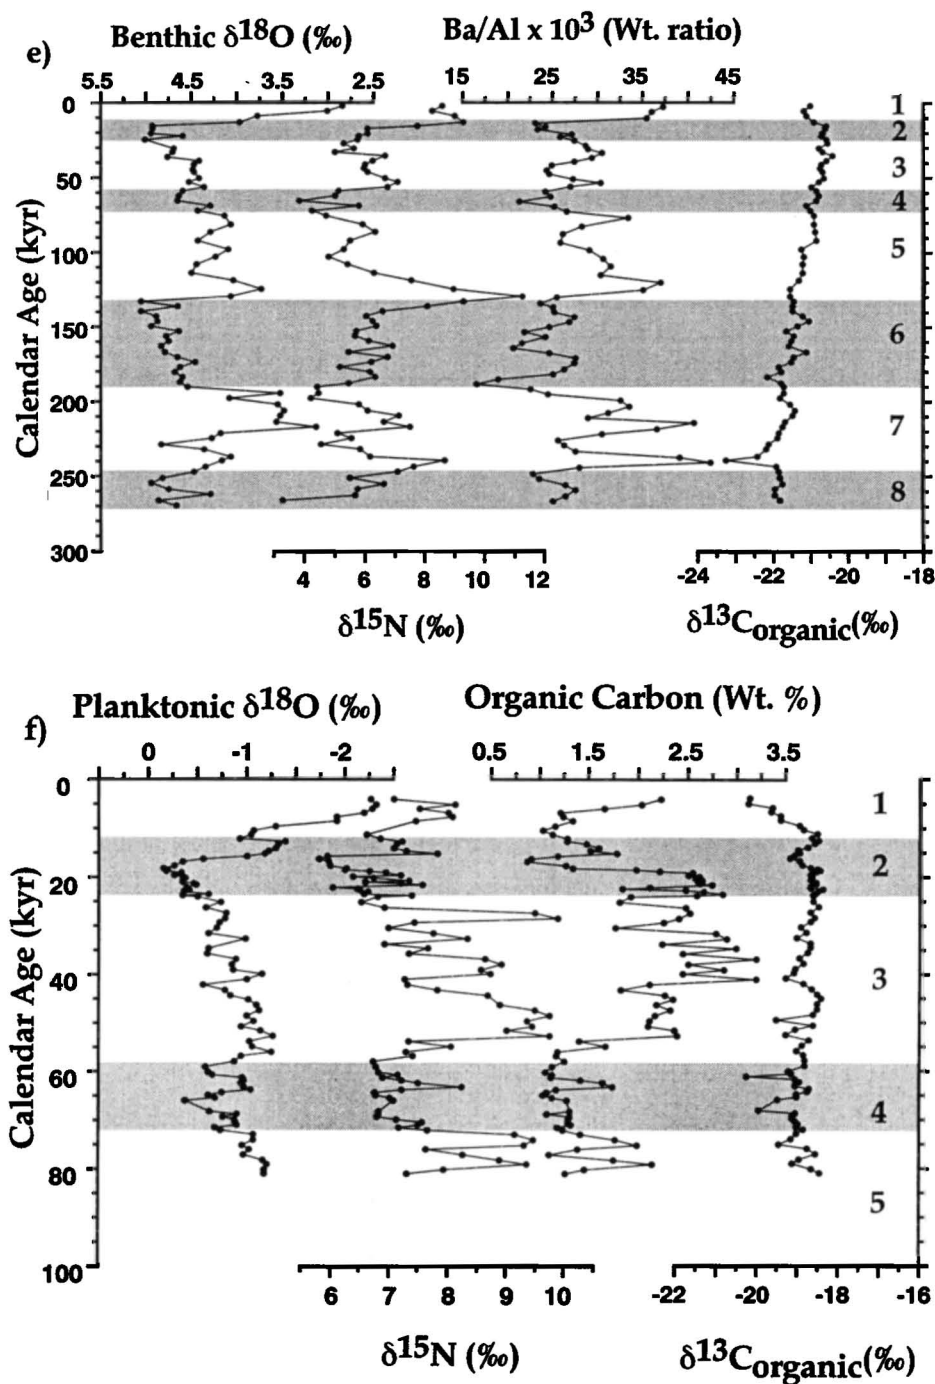 e)
Benthic δ18O (‰)
Ba/Al x 10³ (Wt. ratio)
5.5 4.5 3.5 2.5 15 25 35 45
0
50
100
150
200
250
300
Calendar Age (kyr)
1
2
3
4
5
6
7
8
4 6 8 10 12
-24 -22 -20 -18
δ15N (‰)
δ13Corganic(‰)
f)
Planktonic δ18O (‰)
Organic Carbon (Wt. %)
0 -1 -2 0.5 1.5 2.5 3.5
0
20
40
60
80
100
Calendar Age (kyr)
1
2
3
4
5
6 7 8 9 10
-22 -20 -18 -16
δ15N (‰)
δ13Corganic(‰)